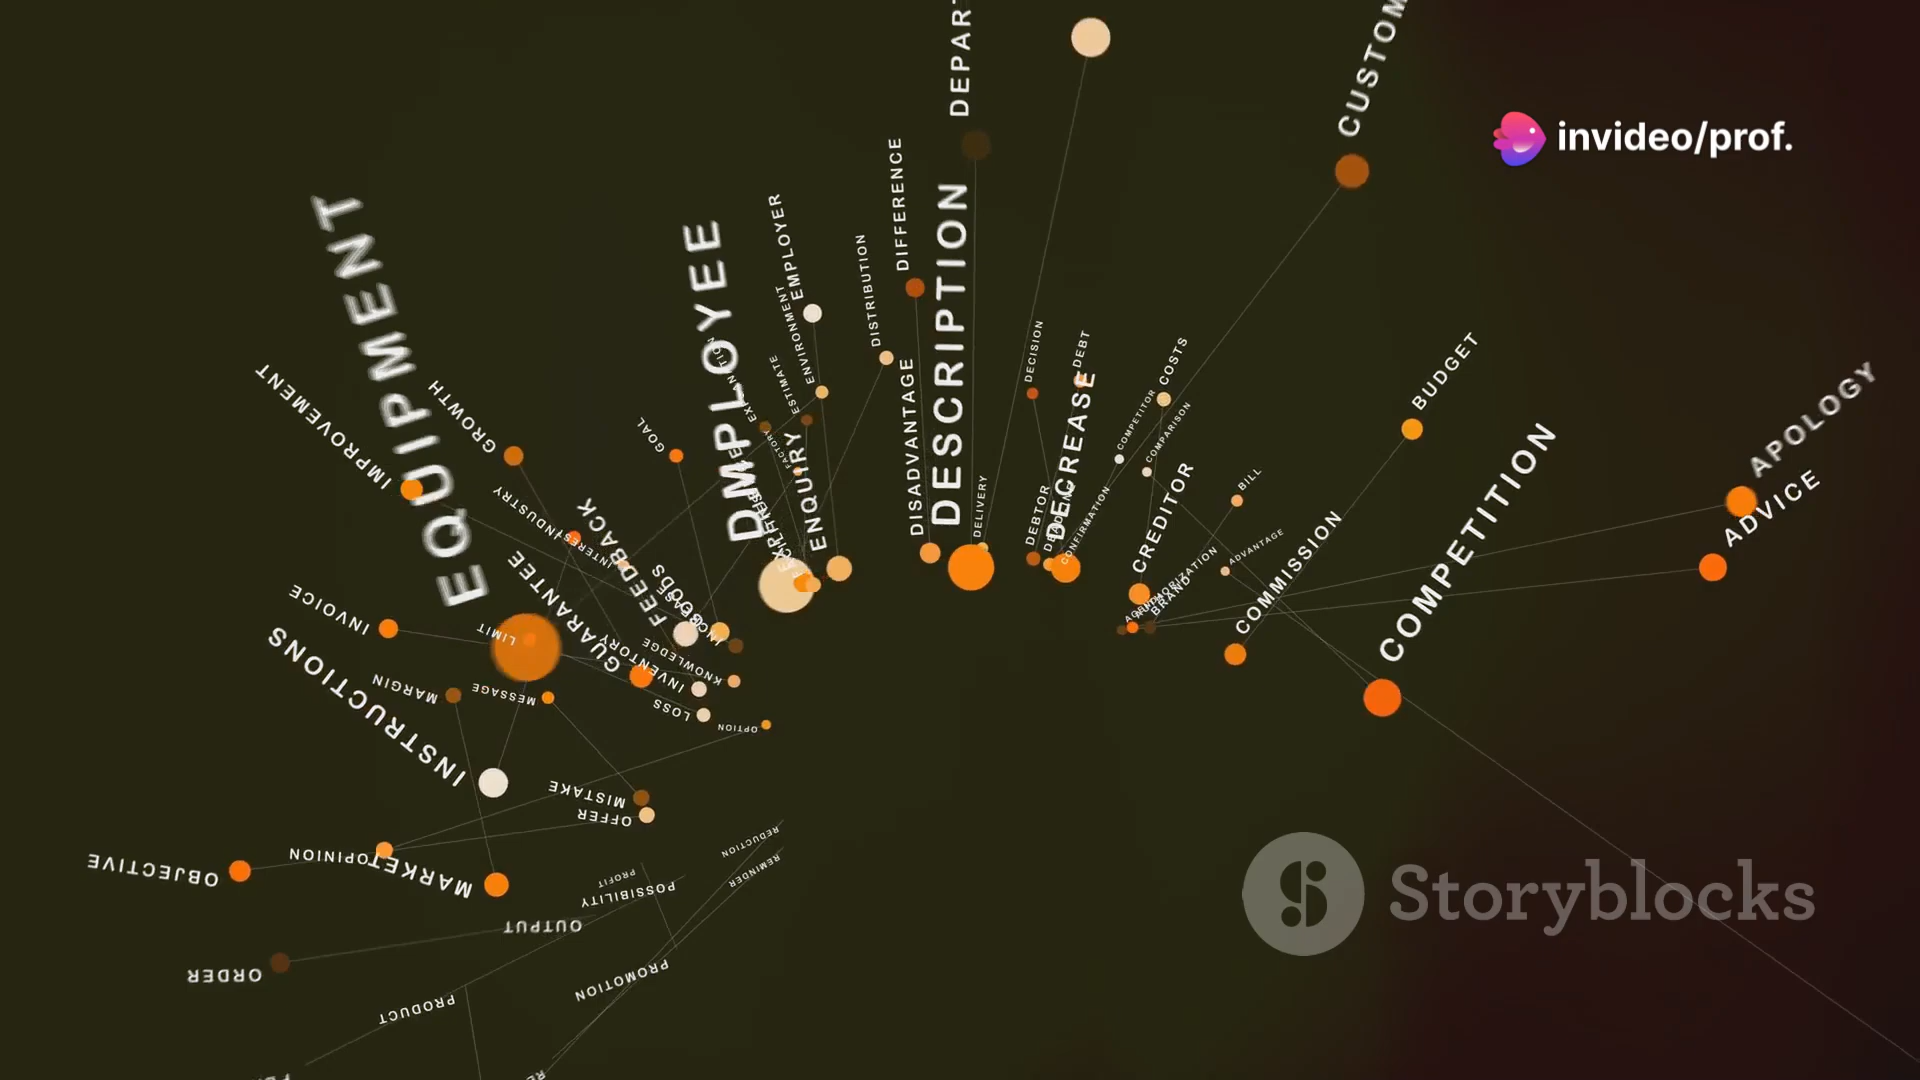 invideo/prof.
APOLOGY
ADVICE
BUDGET
COMPETITION
COMMISSION
ADVANTAGE
BILL
BRAND
CREDITOR
COSTS
COMPARISON
COMPETITOR
CONFIRMATION
DEBT
DECREASE
DEBTOR
DECISION
DELIVERY
DESCRIPTION
DISADVANTAGE
DIFFERENCE
DISTRIBUTION
EMPLOYER
EMPLOYEE
ENQUIRY
ENVIRONMENT
ESTIMATE
EQUIPMENT
FACTORY
FEEDBACK
GOAL
GOODS
GROWTH
GUARANTEE
IMPROVEMENT
INDUSTRY
INTEREST
INVENTORY
INVOICE
INSTRUCTIONS
KNOWLEDGE
LIMIT
LOSS
MARGIN
MARKET
MESSAGE
MISTAKE
OBJECTIVE
OFFER
OPINION
OPTION
ORDER
OUTPUT
POSSIBILITY
PRODUCT
PROFIT
PROMOTION
REDUCTION
REMINDER
Storyblocks